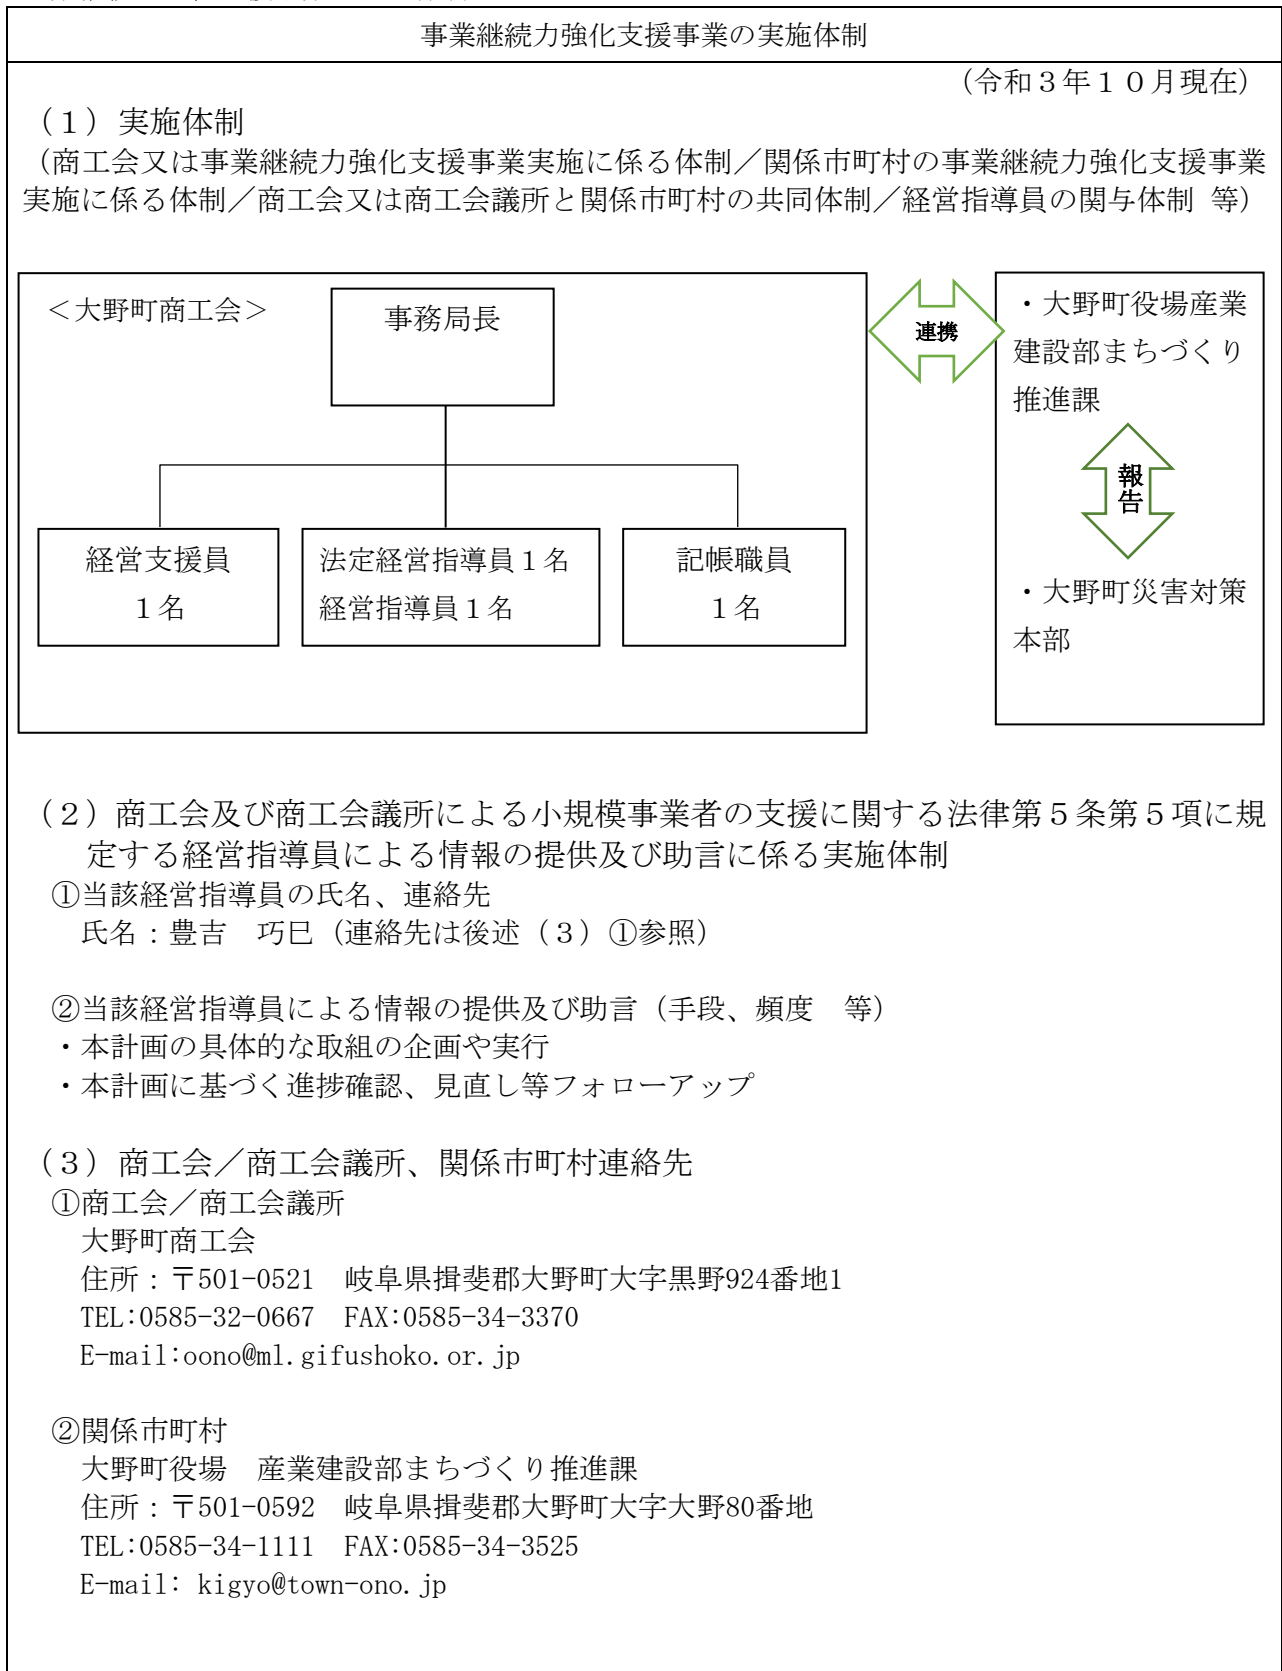 事業継続力強化支援事業の実施体制
（令和３年１０月現在）
（１）実施体制
（商工会又は事業継続力強化支援事業実施に係る体制／関係市町村の事業継続力強化支援事業
実施に係る体制／商工会又は商工会議所と関係市町村の共同体制／経営指導員の関与体制 等）
＜大野町商工会＞
事務局長
経営支援員
１名
法定経営指導員１名
経営指導員１名
記帳職員
１名
連携
・大野町役場産業
建設部まちづくり
推進課
報告
・大野町災害対策
本部
（２）商工会及び商工会議所による小規模事業者の支援に関する法律第５条第５項に規
定する経営指導員による情報の提供及び助言に係る実施体制
①当該経営指導員の氏名、連絡先
氏名：豊吉　巧巳（連絡先は後述（３）①参照）
②当該経営指導員による情報の提供及び助言（手段、頻度　等）
・本計画の具体的な取組の企画や実行
・本計画に基づく進捗確認、見直し等フォローアップ
（３）商工会／商工会議所、関係市町村連絡先
①商工会／商工会議所
大野町商工会
住所：〒501-0521　岐阜県揖斐郡大野町大字黒野924番地1
TEL:0585-32-0667　FAX:0585-34-3370
E-mail:oono@ml.gifushoko.or.jp
②関係市町村
大野町役場　産業建設部まちづくり推進課
住所：〒501-0592　岐阜県揖斐郡大野町大字大野80番地
TEL:0585-34-1111　FAX:0585-34-3525
E-mail: kigyo@town-ono.jp